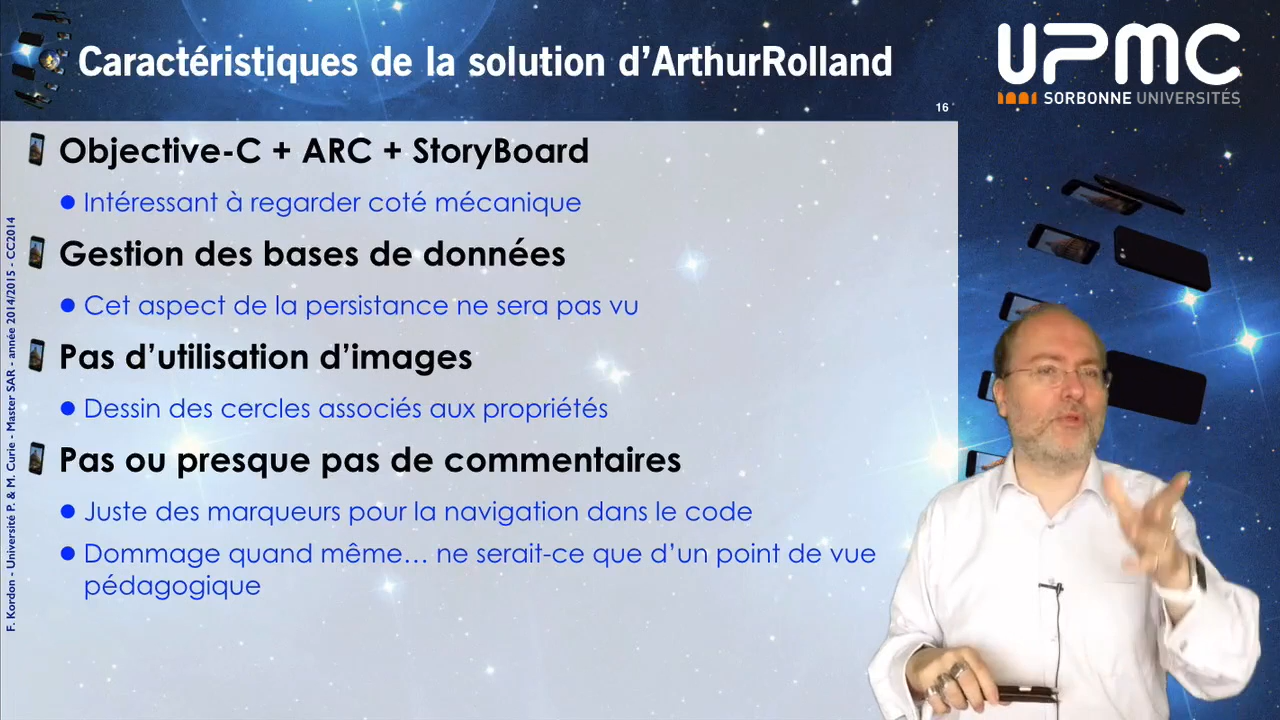 Caractéristiques de la solution d'ArthurRolland
UPMC
SORBONNE UNIVERSITÉS
16
Objective-C + ARC + StoryBoard
Intéressant à regarder coté mécanique
Gestion des bases de données
Cet aspect de la persistance ne sera pas vu
Pas d'utilisation d'images
Dessin des cercles associés aux propriétés
Pas ou presque pas de commentaires
Juste des marqueurs pour la navigation dans le code
Dommage quand même… ne serait-ce que d'un point de vue
pédagogique
F. Kordon - Université P. & M. Curie - Master SAR - année 2014/2015 - CC2014